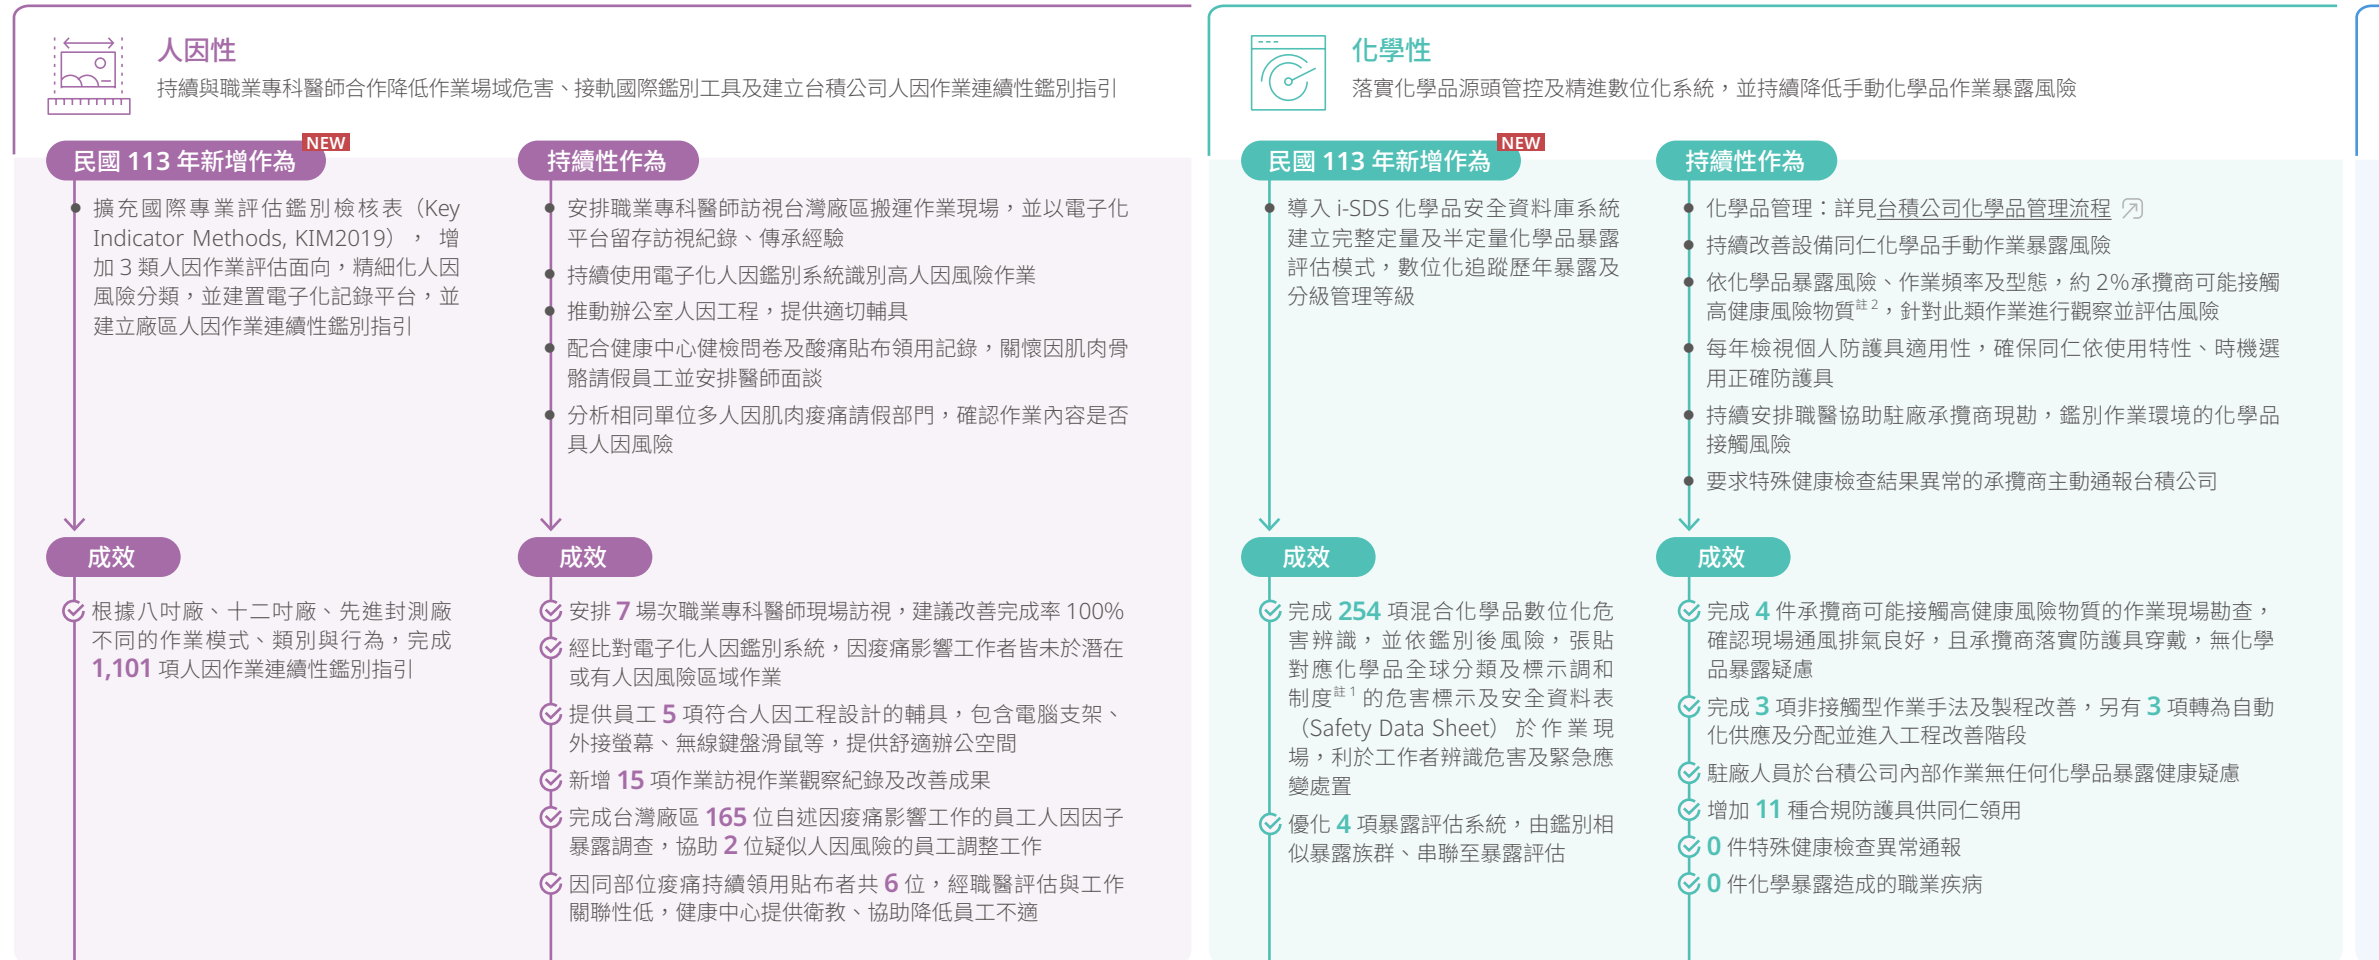 人因性
持續與職業專科醫師合作降低作業場域危害、接軌國際鑑別工具及建立台積公司人因作業連續性鑑別指引
民國 113 年新增作為
NEW
擴充國際專業評估鑑別檢核表（Key
Indicator Methods, KIM2019）， 增
加 3 類人因作業評估面向，精細化人因
風險分類，並建置電子化記錄平台，並
建立廠區人因作業連續性鑑別指引
成效
根據八吋廠、十二吋廠、先進封測廠
不同的作業模式、類別與行為，完成
1,101 項人因作業連續性鑑別指引
持續性作為
安排職業專科醫師訪視台灣廠區搬運作業現場，並以電子化
平台留存訪視紀錄、傳承經驗
持續使用電子化人因鑑別系統識別高人因風險作業
推動辦公室人因工程，提供適切輔具
配合健康中心健檢問卷及酸痛貼布領用記錄，關懷因肌肉骨
骼請假員工並安排醫師面談
分析相同單位多人因肌肉痠痛請假部門，確認作業內容是否
具人因風險
成效
安排 7 場次職業專科醫師現場訪視，建議改善完成率 100%
經比對電子化人因鑑別系統，因痠痛影響工作者皆未於潛在
或有人因風險區域作業
提供員工 5 項符合人因工程設計的輔具，包含電腦支架、
外接螢幕、無線鍵盤滑鼠等，提供舒適辦公空間
新增 15 項作業訪視作業觀察紀錄及改善成果
完成台灣廠區 165 位自述因痠痛影響工作的員工人因因子
暴露調查，協助 2 位疑似人因風險的員工調整工作
因同部位痠痛持續領用貼布者共 6 位，經職醫評估與工作
關聯性低，健康中心提供衛教、協助降低員工不適
化學性
落實化學品源頭管控及精進數位化系統，並持續降低手動化學品作業暴露風險
民國 113 年新增作為
NEW
導入 i-SDS 化學品安全資料庫系統
建立完整定量及半定量化學品暴露
評估模式，數位化追蹤歷年暴露及
分級管理等級
成效
完成 254 項混合化學品數位化危
害辨識，並依鑑別後風險，張貼
對應化學品全球分類及標示調和
制度註 1 的危害標示及安全資料表
（Safety Data Sheet）於作業現
場，利於工作者辨識危害及緊急應
變處置
優化 4 項暴露評估系統，由鑑別相
似暴露族群、串聯至暴露評估
持續性作為
化學品管理：詳見台積公司化學品管理流程
持續改善設備同仁化學品手動作業暴露風險
依化學品暴露風險、作業頻率及型態，約 2%承攬商可能接觸
高健康風險物質註 2，針對此類作業進行觀察並評估風險
每年檢視個人防護具適用性，確保同仁依使用特性、時機選
用正確防護具
持續安排職醫協助駐廠承攬商現勘，鑑別作業環境的化學品
接觸風險
要求特殊健康檢查結果異常的承攬商主動通報台積公司
成效
完成 4 件承攬商可能接觸高健康風險物質的作業現場勘查，
確認現場通風排氣良好，且承攬商落實防護具穿戴，無化學
品暴露疑慮
完成 3 項非接觸型作業手法及製程改善，另有 3 項轉為自動
化供應及分配並進入工程改善階段
駐廠人員於台積公司內部作業無任何化學品暴露健康疑慮
增加 11 種合規防護具供同仁領用
0 件特殊健康檢查異常通報
0 件化學暴露造成的職業疾病